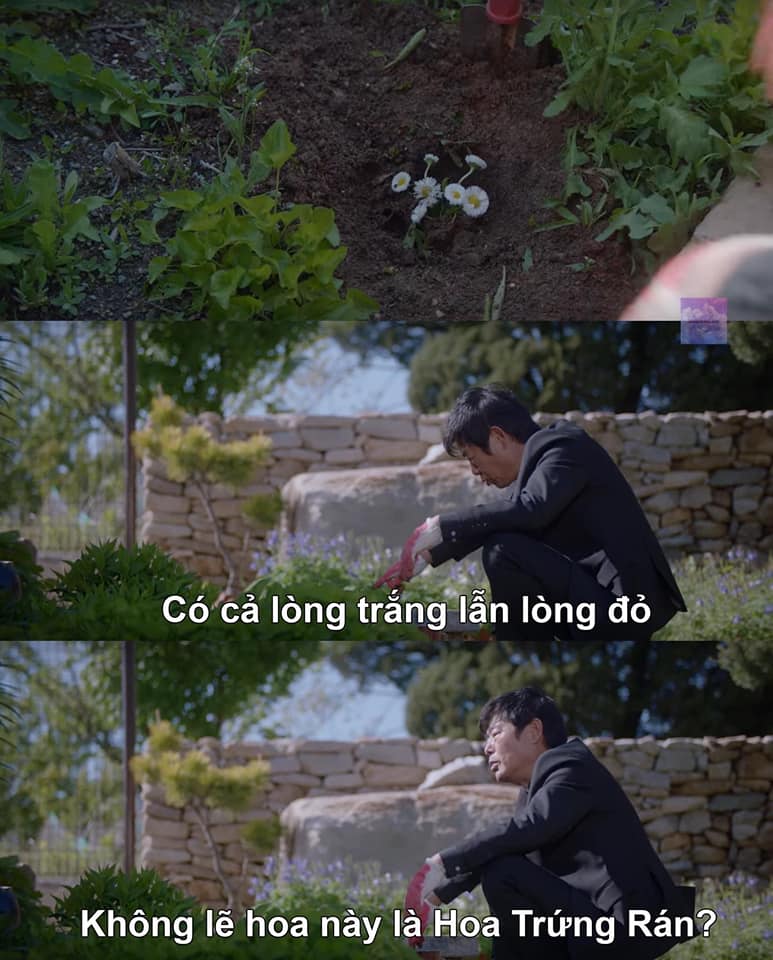 Có cả lòng trắng lẫn lòng đỏ
Không lẽ hoa này là Hoa Trứng Rán?